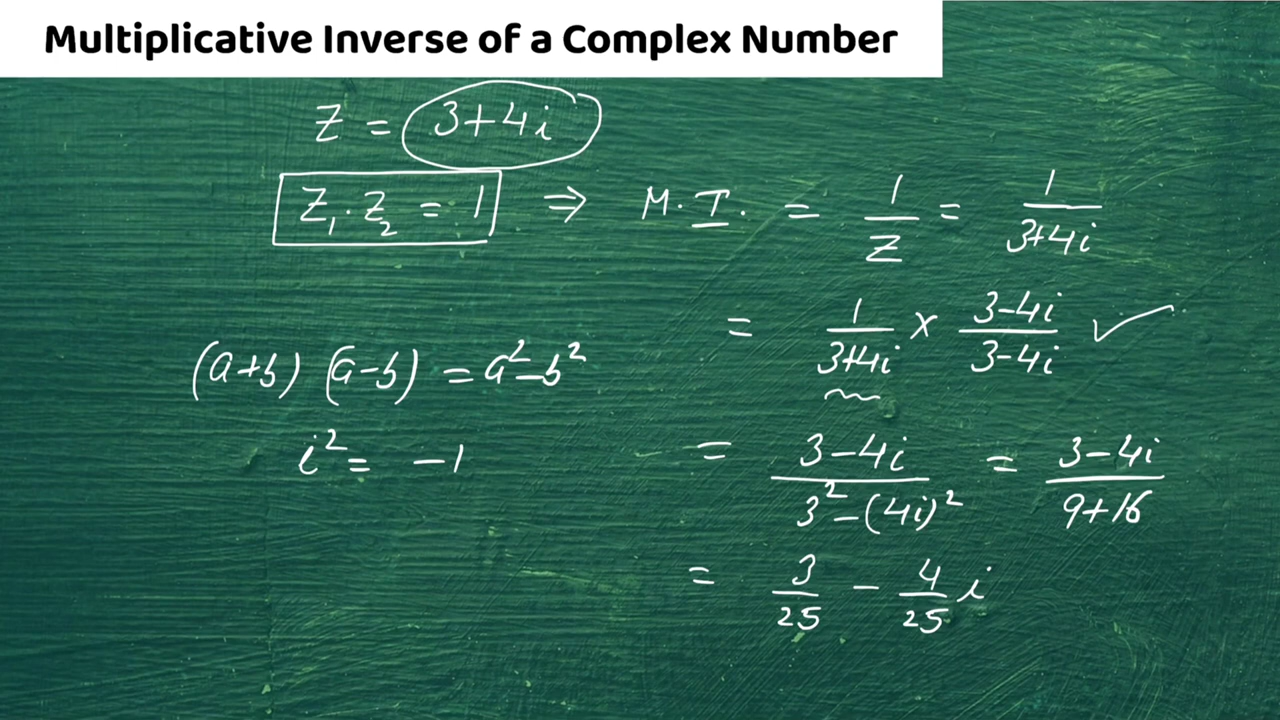 Multiplicative Inverse of a Complex Number
Z = 3+4i
Z₁·Z₂ = 1 ⇒ M.I. = 1/Z = 1/(3+4i)
= 1/(3+4i) × (3-4i)/(3-4i) ✓
(a+b) (a-b) = a²-b²
i² = -1
= (3-4i)/(3²-(4i)²) = (3-4i)/(9+16)
= 3/25 - 4/25 i